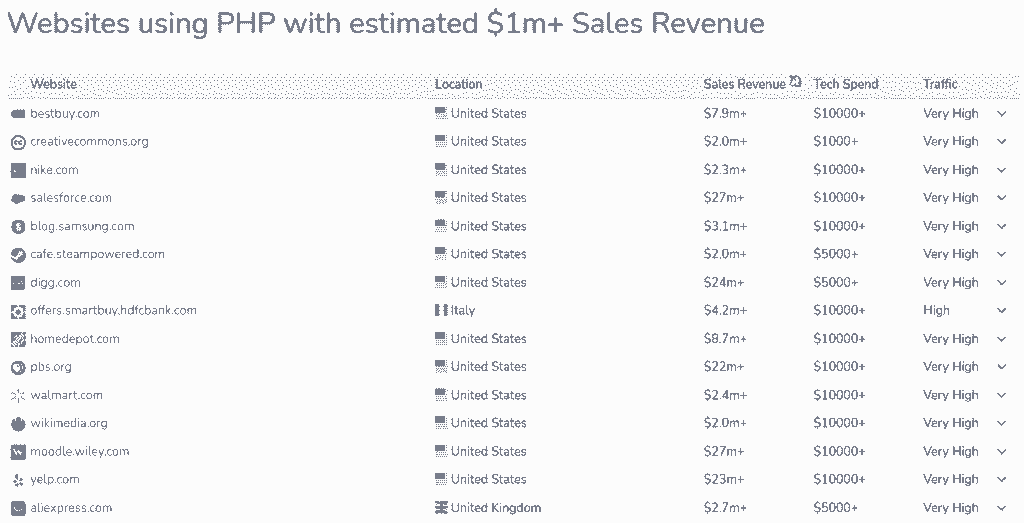 Websites using PHP with estimated $1m+ Sales Revenue
Website Location Sales Revenue Tech Spend Traffic
bestbuy.com United States $7.9m+ $10000+ Very High
creativecommons.org United States $2.0m+ $1000+ Very High
nike.com United States $2.3m+ $10000+ Very High
salesforce.com United States $27m+ $10000+ Very High
blog.samsung.com United States $3.1m+ $10000+ Very High
cafe.steampowered.com United States $2.0m+ $5000+ Very High
digg.com United States $24m+ $5000+ Very High
offers.smartbuy.hdfcbank.com Italy $4.2m+ $10000+ High
homedepot.com United States $8.7m+ $10000+ Very High
pbs.org United States $22m+ $10000+ Very High
walmart.com United States $2.4m+ $10000+ Very High
wikimedia.org United States $2.0m+ $10000+ Very High
moodle.wiley.com United States $27m+ $10000+ Very High
yelp.com United States $23m+ $10000+ Very High
aliexpress.com United Kingdom $2.7m+ $5000+ Very High